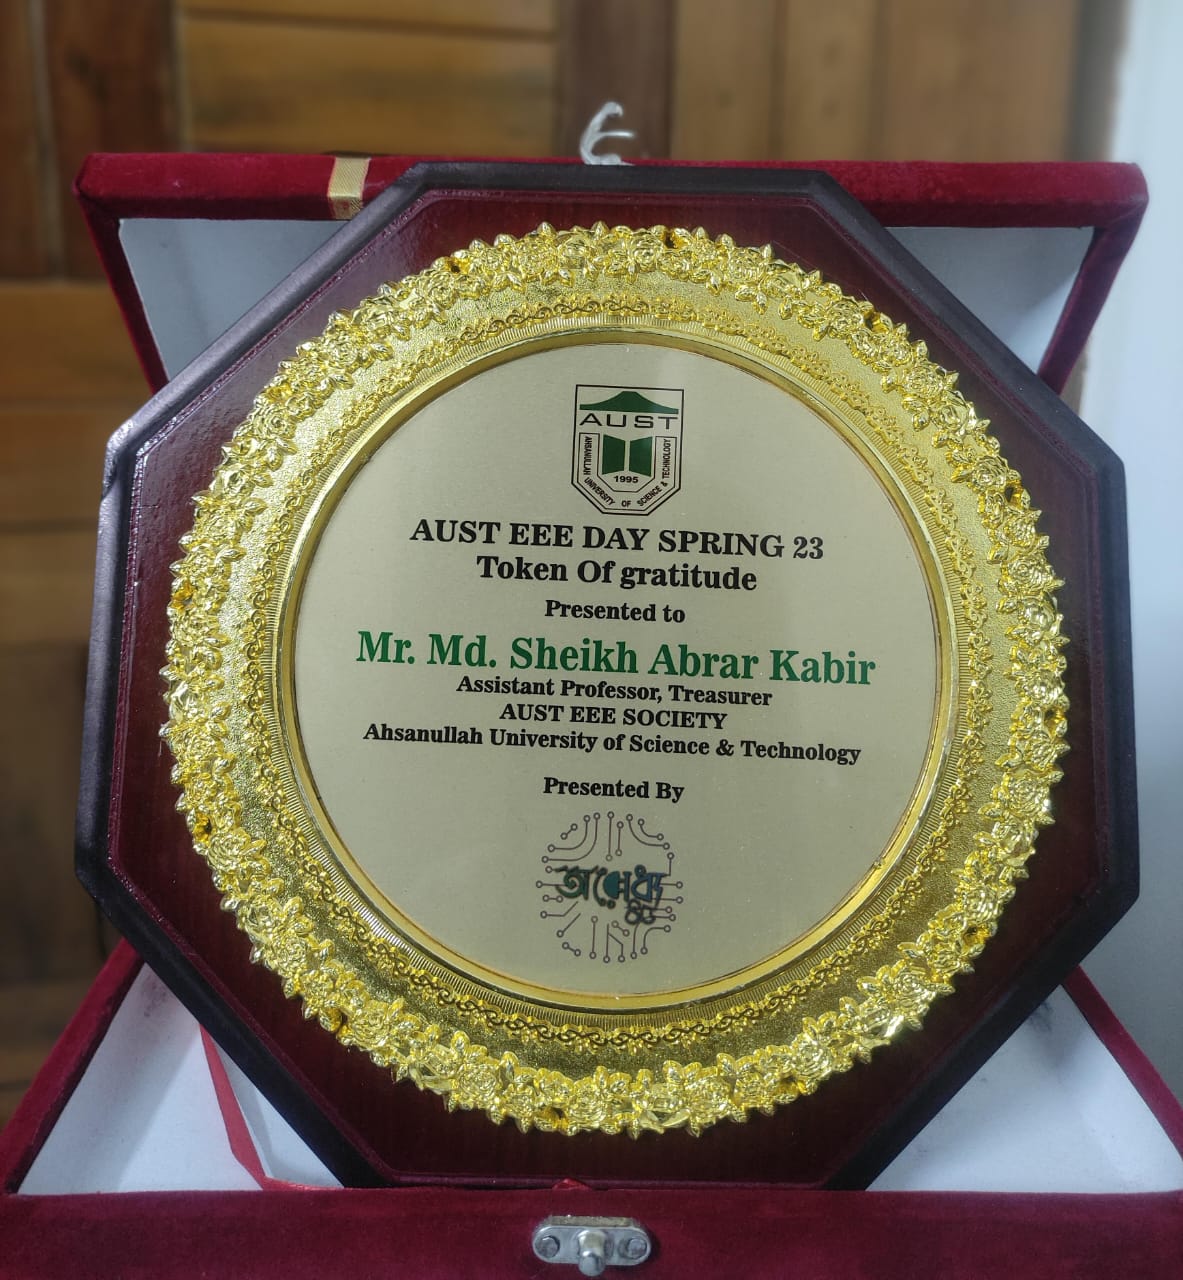 AUST
AHSANULLAH UNIVERSITY OF SCIENCE & TECHNOLOGY
1995
AUST EEE DAY SPRING 23
Token Of gratitude
Presented to
Mr. Md. Sheikh Abrar Kabir
Assistant Professor, Treasurer
AUST EEE SOCIETY
Ahsanullah University of Science & Technology
Presented By